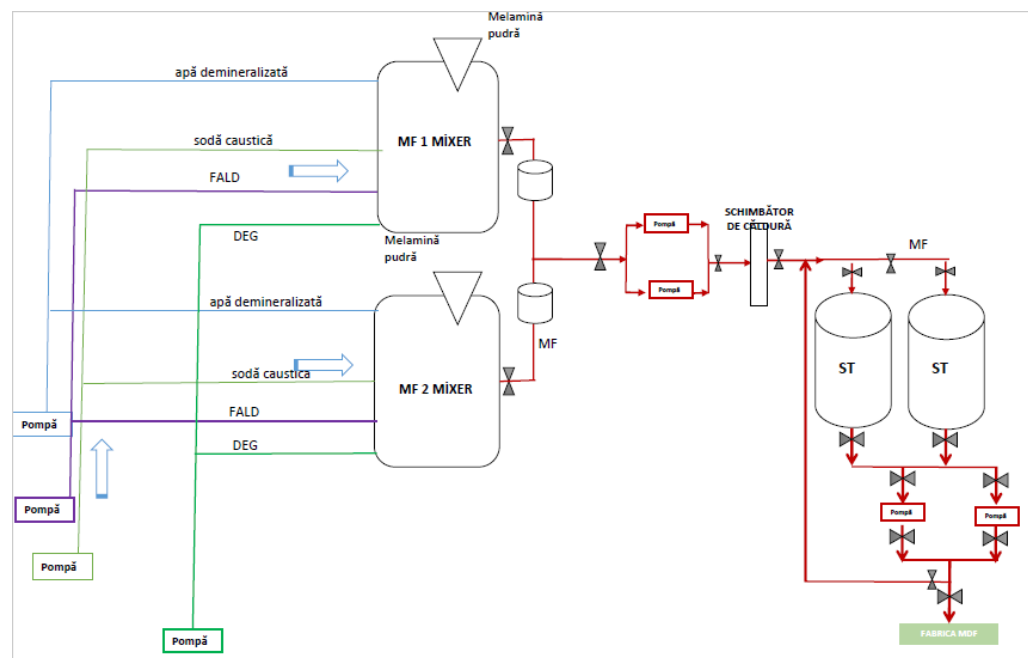 Melamină
pudră
apă demineralizată
sodă caustică
MF 1 MİXER
FALD
DEG
Melamină
pudră
SCHIMBĂTOR
DE CĂLDURĂ
Pompă
Pompă
MF
apă demineralizată
MF
sodă caustica
MF 2 MİXER
ST
ST
FALD
DEG
Pompă
Pompă
Pompă
Pompă
Pompă
Pompă
FABRICA MDF